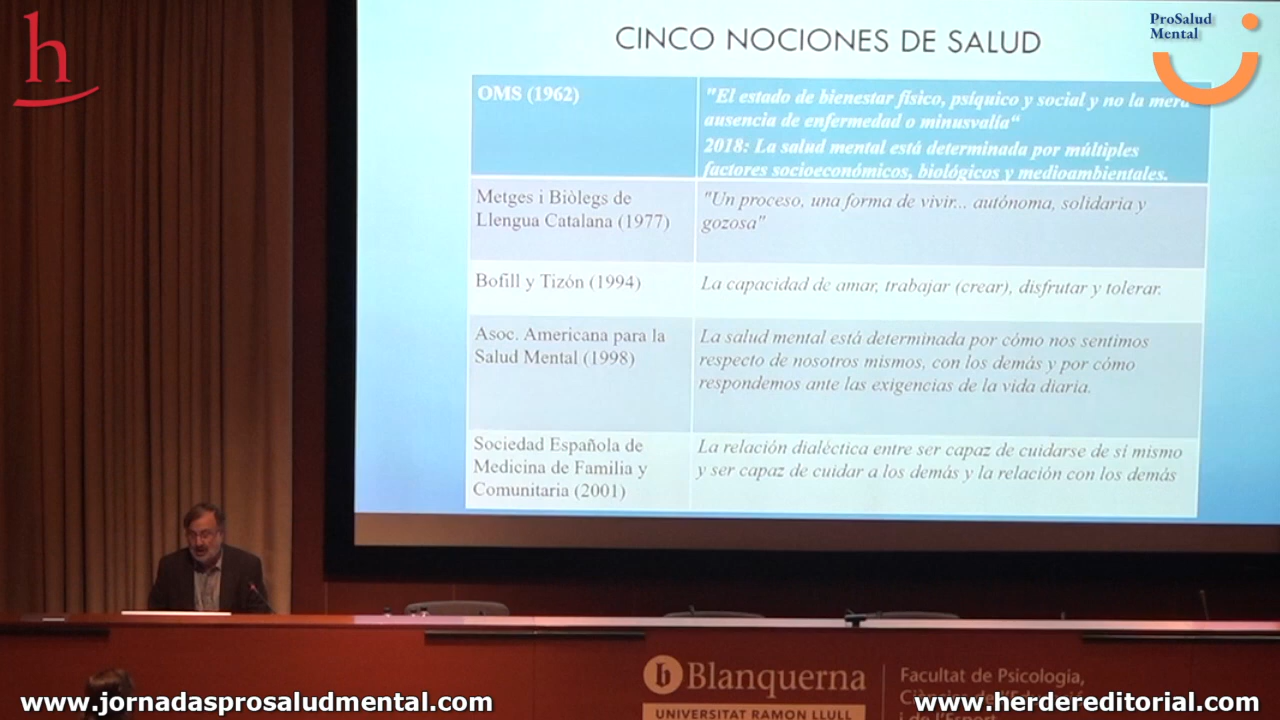 h
CINCO NOCIONES DE SALUD
ProSalud
Mental
OMS (1962)
"El estado de bienestar físico, psíquico y social y no la mera
ausencia de enfermedad o minusvalía“
2018: La salud mental está determinada por múltiples
factores socioeconómicos, biológicos y medioambientales.
Metges i Biòlegs de
Llengua Catalana (1977)
"Un proceso, una forma de vivir... autónoma, solidaria y
gozosa"
Bofill y Tizón (1994)
La capacidad de amar, trabajar (crear), disfrutar y tolerar.
Asoc. Americana para la
Salud Mental (1998)
La salud mental está determinada por cómo nos sentimos
respecto de nosotros mismos, con los demás y por cómo
respondemos ante las exigencias de la vida diaria.
Sociedad Española de
Medicina de Familia y
Comunitaria (2001)
La relación dialéctica entre ser capaz de cuidarse de sí mismo
y ser capaz de cuidar a los demás y la relación con los demás
b Blanquerna
UNIVERSITAT RAMON LLULL
Facultat de Psicologia,
www.jornadasprosaludmental.com
www.herdereditorial.com